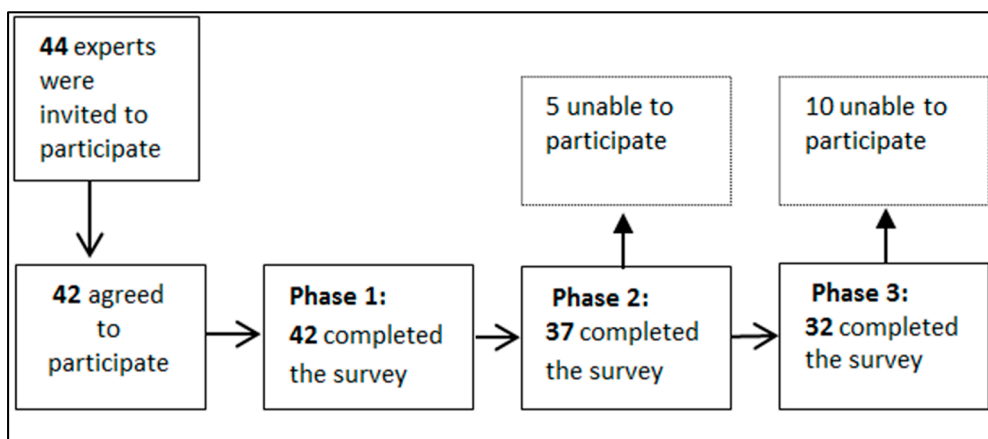 44 experts
were
invited to
participate
5 unable to
participate
10 unable to
participate
42 agreed
to
participate
Phase 1:
42 completed
the survey
Phase 2:
37 completed
the survey
Phase 3:
32 completed
the survey